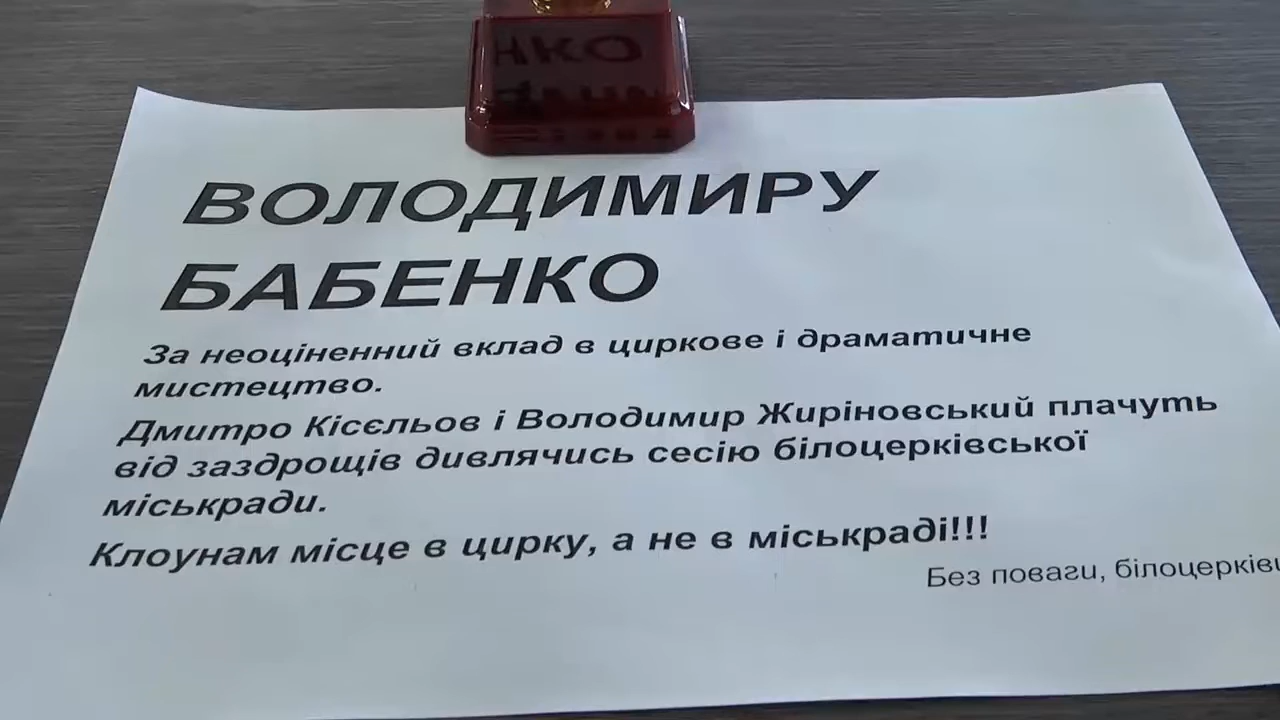 ВОЛОДИМИРУ
БАБЕНКО
За неоціненний вклад в циркове і драматичне
мистецтво.
Дмитро Кісєльов і Володимир Жиріновський плачуть
від заздрощів дивлячись сесію білоцерківської
міськради.
Клоунам місце в цирку, а не в міськраді!!!
Без поваги,